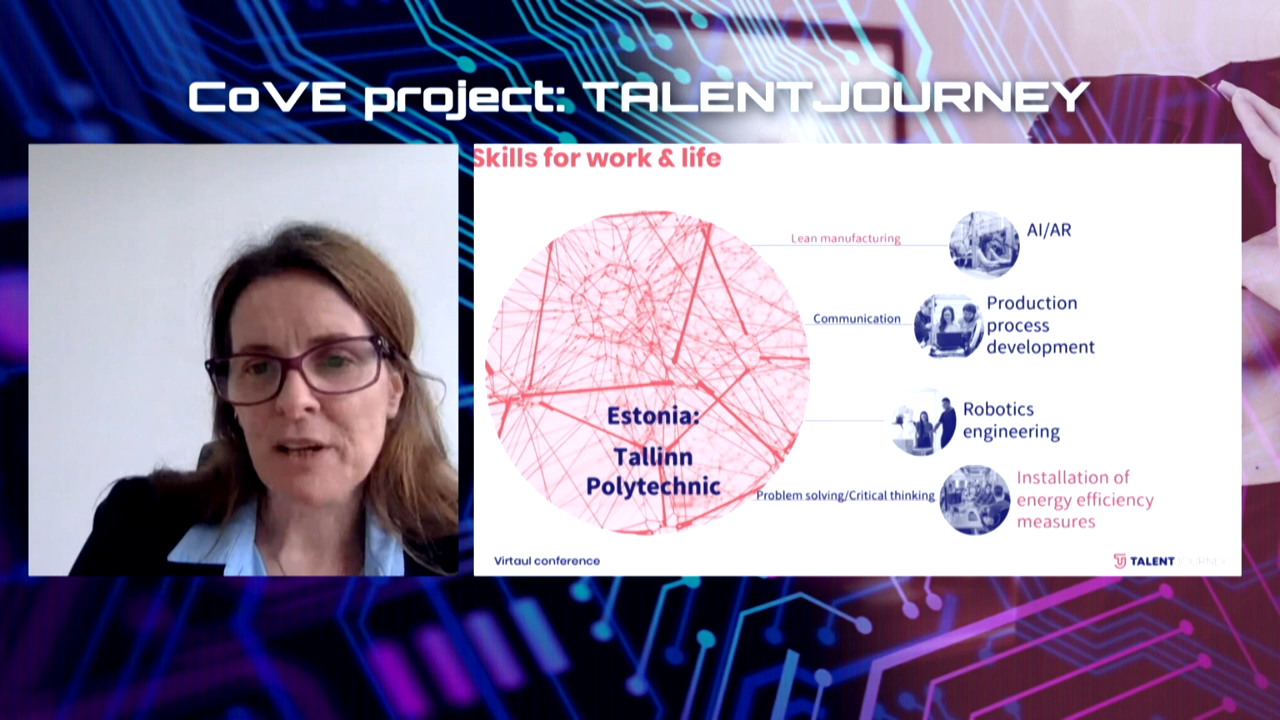 CoVE project: TALENTJOURNEY
Skills for work & life
Lean manufacturing
AI/AR
Communication
Production
process
development
Estonia:
Tallinn
Polytechnic
Robotics
engineering
Problem solving/Critical thinking
Installation of
energy efficiency
measures
Virtaul conference
TALENTJOURNEY